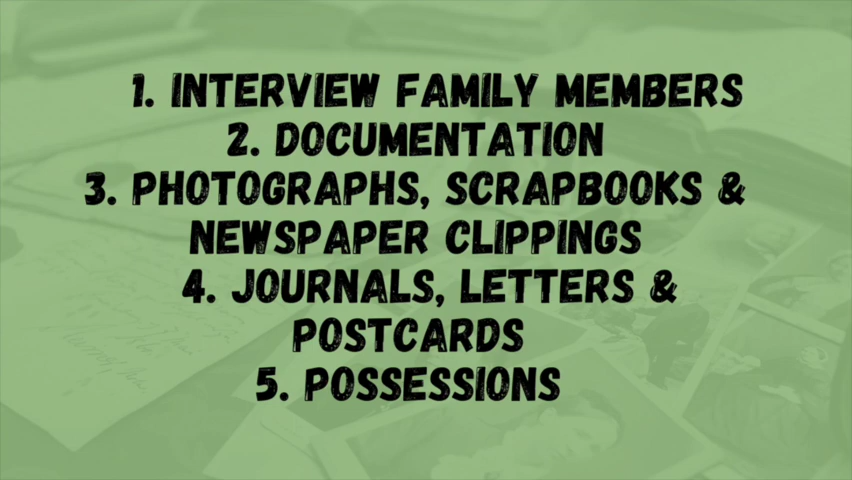 1. INTERVIEW FAMILY MEMBERS
2. DOCUMENTATION
3. PHOTOGRAPHS, SCRAPBOOKS &
NEWSPAPER CLIPPINGS
4. JOURNALS, LETTERS &
POSTCARDS
5. POSSESSIONS